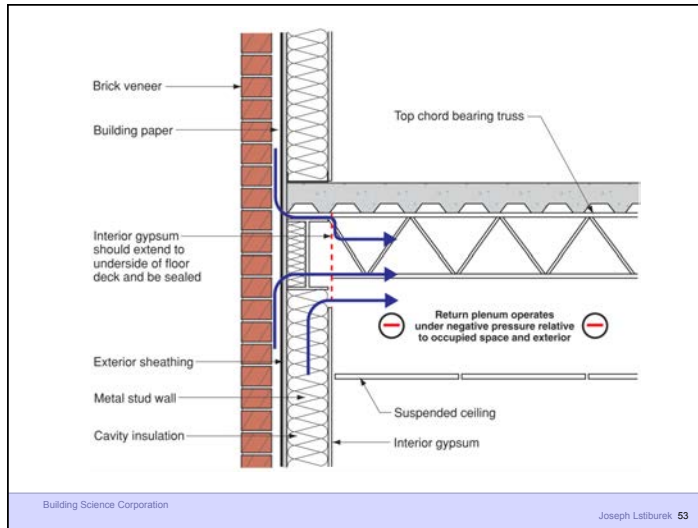 Brick veneer
Building paper
Top chord bearing truss
Interior gypsum
should extend to
underside of floor
deck and be sealed
Return plenum operates
under negative pressure relative
to occupied space and exterior
Exterior sheathing
Metal stud wall
Suspended ceiling
Cavity insulation
Interior gypsum
Building Science Corporation
Joseph Lstiburek 53